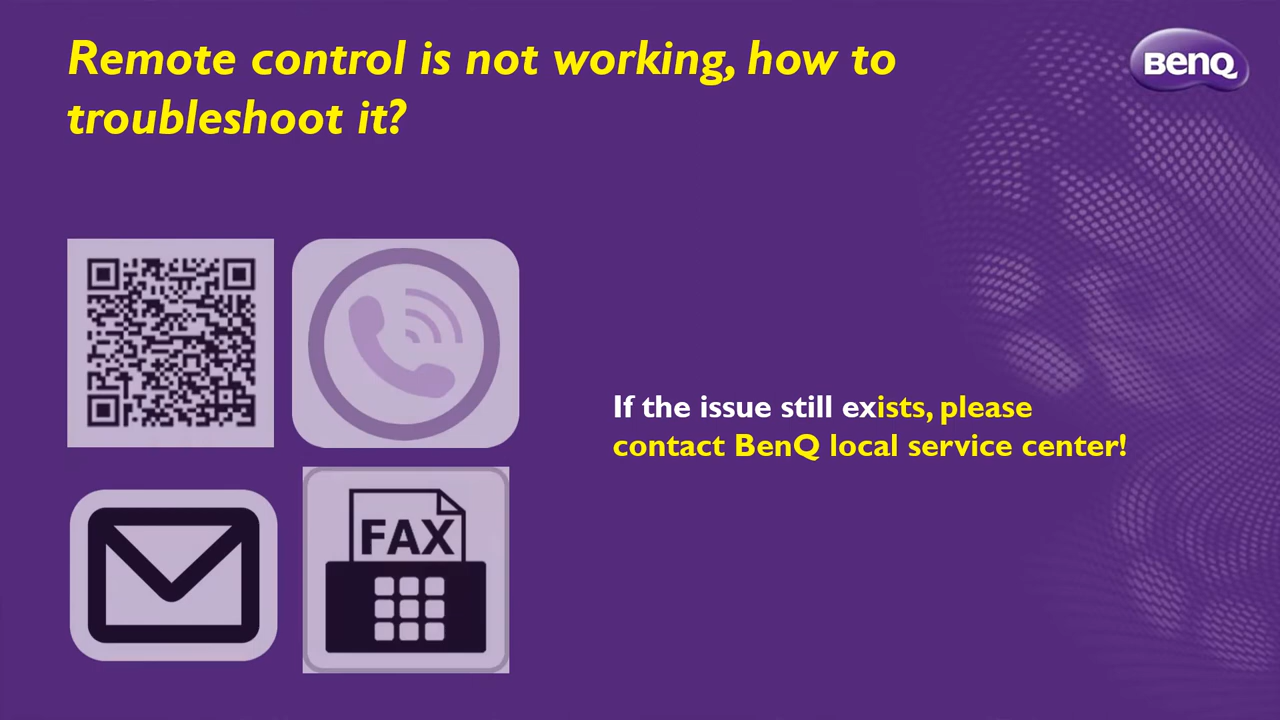 Remote control is not working, how to
troubleshoot it?
BenQ
FAX
If the issue still exists, please
contact BenQ local service center!